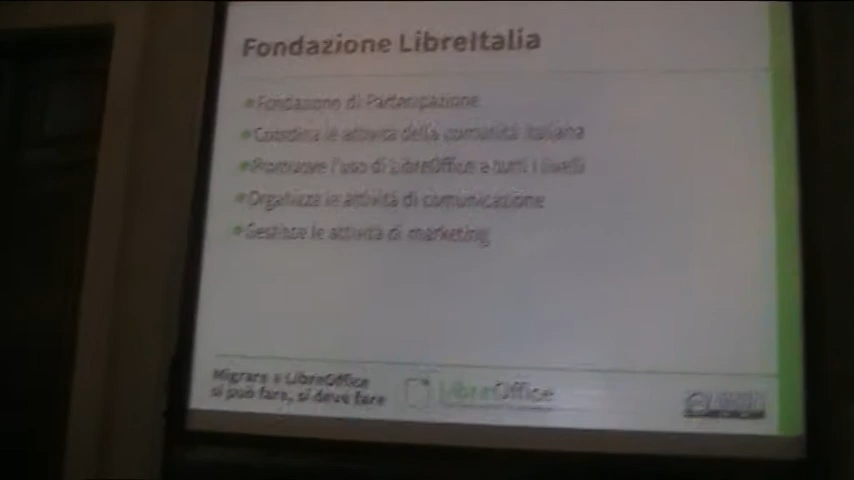 Fondazione LibreItalia
Fondazione di Partecipazione
Coordina le attività della comunità italiana
Promuove l'uso di LibreOffice a tutti i livelli
Organizza le attività di comunicazione
Gestisce le attività di marketing
Migrare a LibreOffice
si può fare, si deve fare
LibreOffice